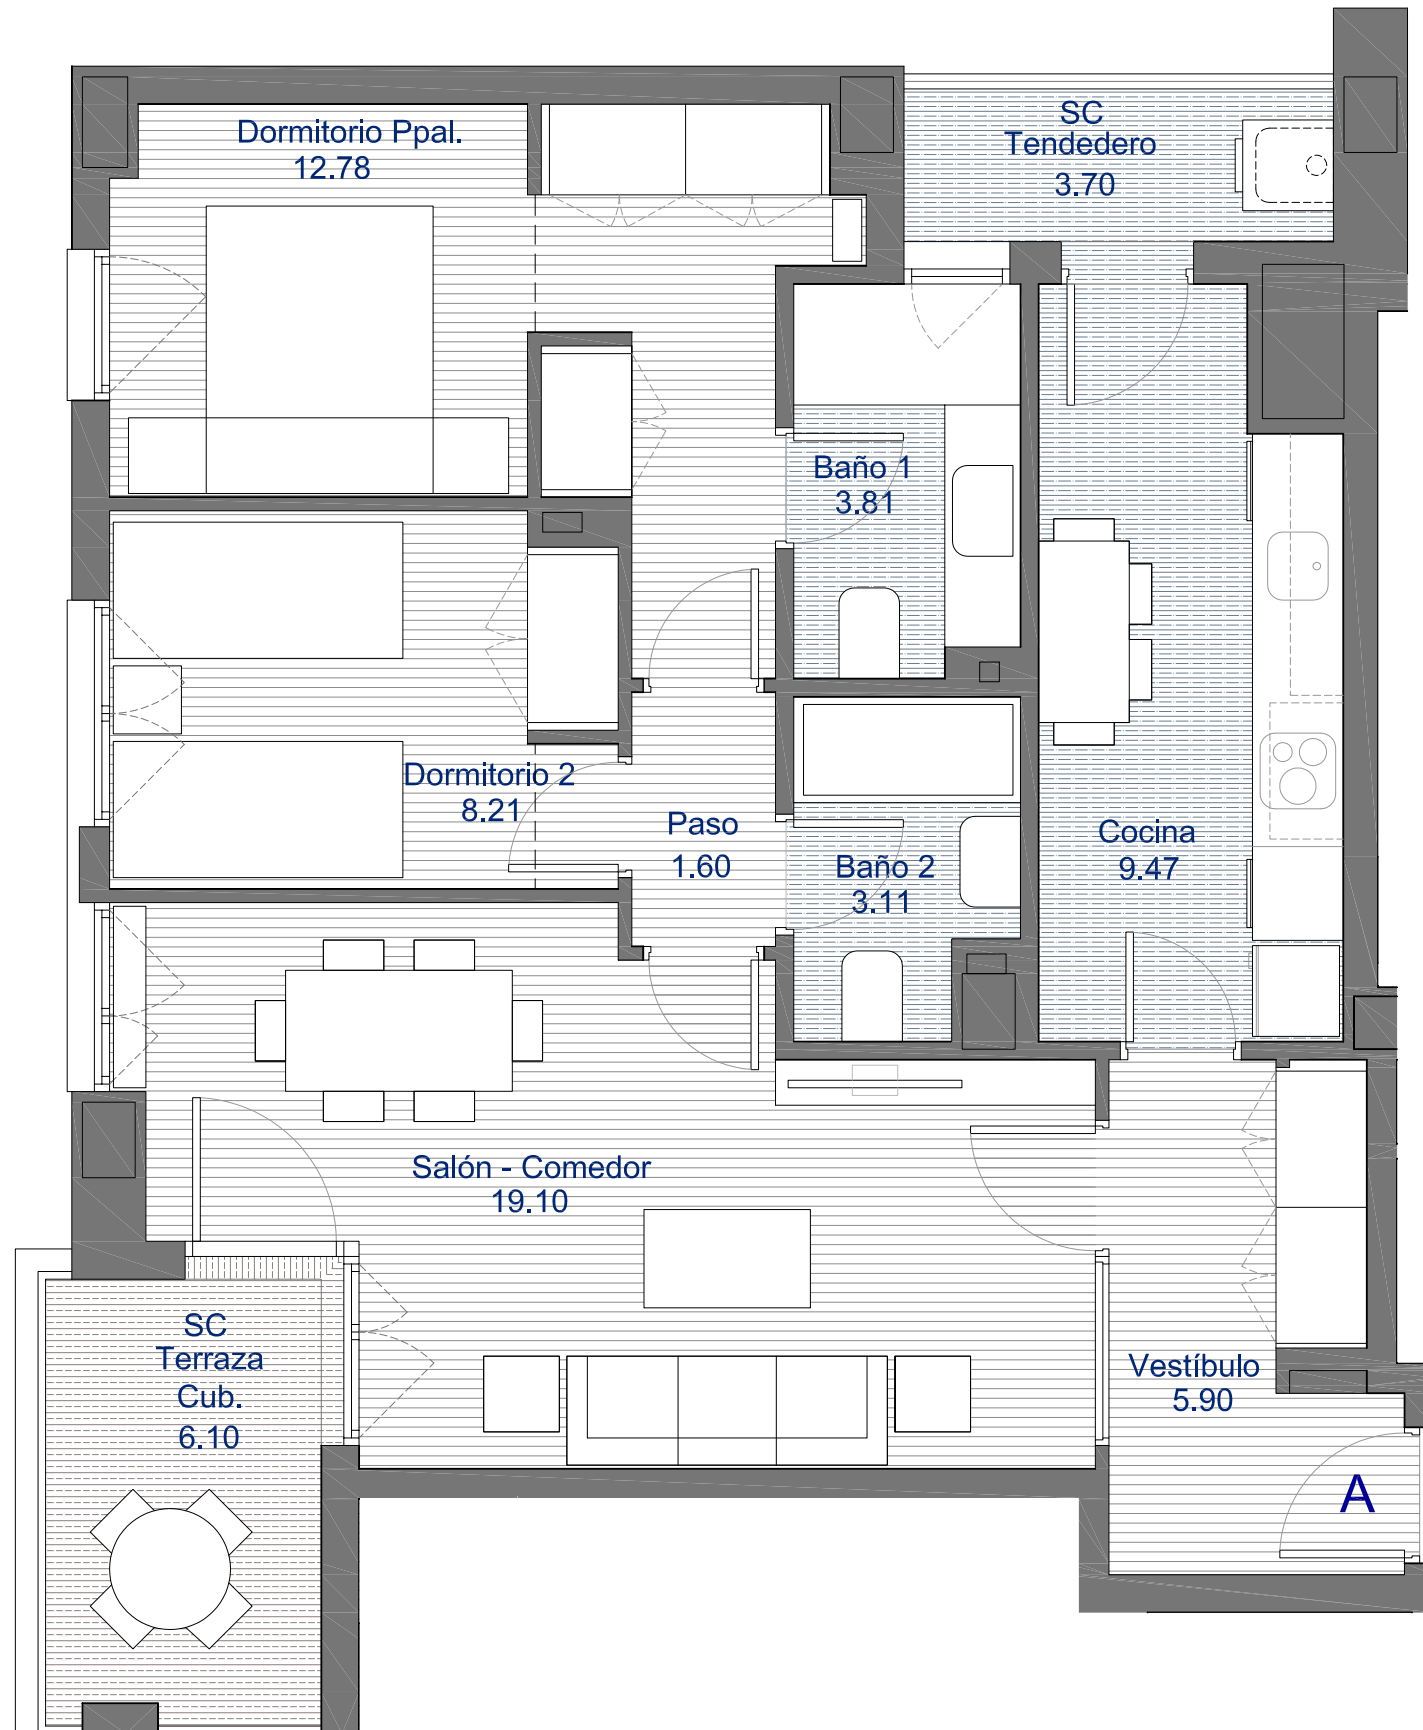 Dormitorio Ppal.
12.78
SC
Tendedero
3.70
Baño 1
3.81
Dormitorio 2
8.21
Paso
1.60
Baño 2
3.11
Cocina
9.47
Salón - Comedor
19.10
SC
Terraza
Cub.
6.10
Vestíbulo
5.90
A